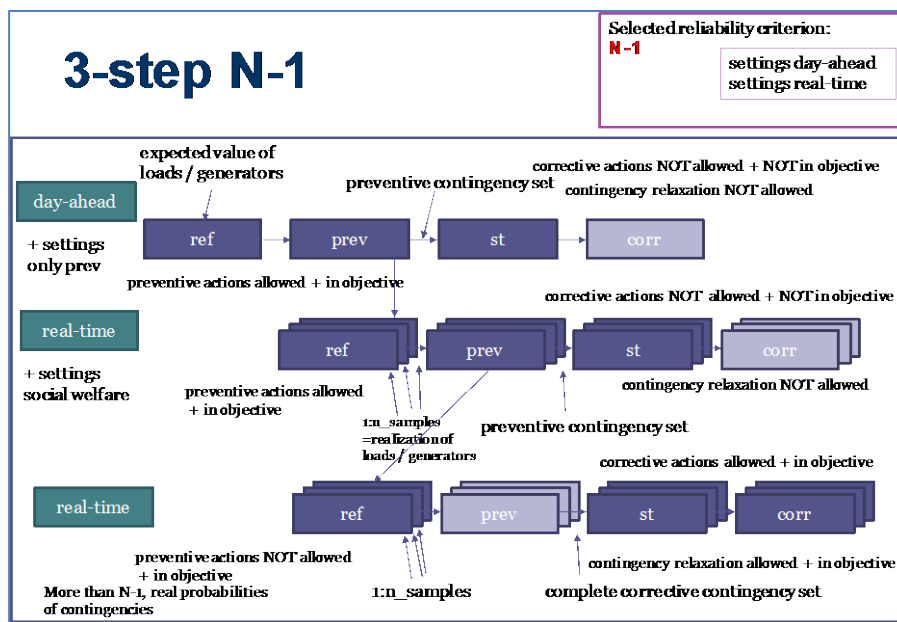 3-step N-1
Selected reliability criterion:
N-1
settings day-ahead
settings real-time
expected value of
loads / generators
corrective actions NOT allowed + NOT in objective
preventive contingency set
contingency relaxation NOT allowed
day-ahead
ref
prev
st
corr
+ settings
only prev
preventive actions allowed + in objective
corrective actions NOT allowed + NOT in objective
real-time
ref
prev
st
corr
+ settings
social welfare
preventive actions allowed
+ in objective
contingency relaxation NOT allowed
1:n_samples
=realization of
loads / generators
preventive contingency set
corrective actions allowed + in objective
real-time
ref
prev
st
corr
preventive actions NOT allowed
+ in objective
contingency relaxation allowed + in objective
More than N-1, real probabilities
of contingencies
1:n_samples
complete corrective contingency set